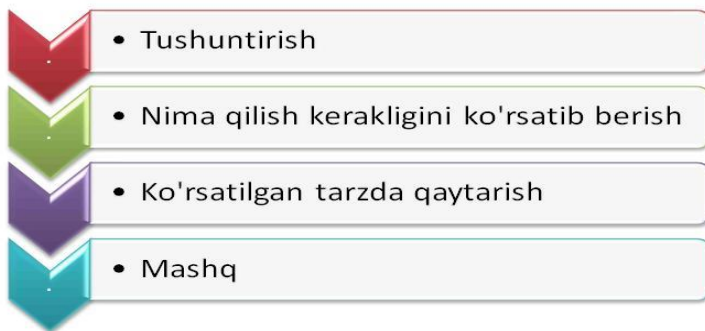 • Tushuntirish
• Nima qilish kerakligini ko'rsatib berish
• Ko'rsatilgan tarzda qaytarish
• Mashq